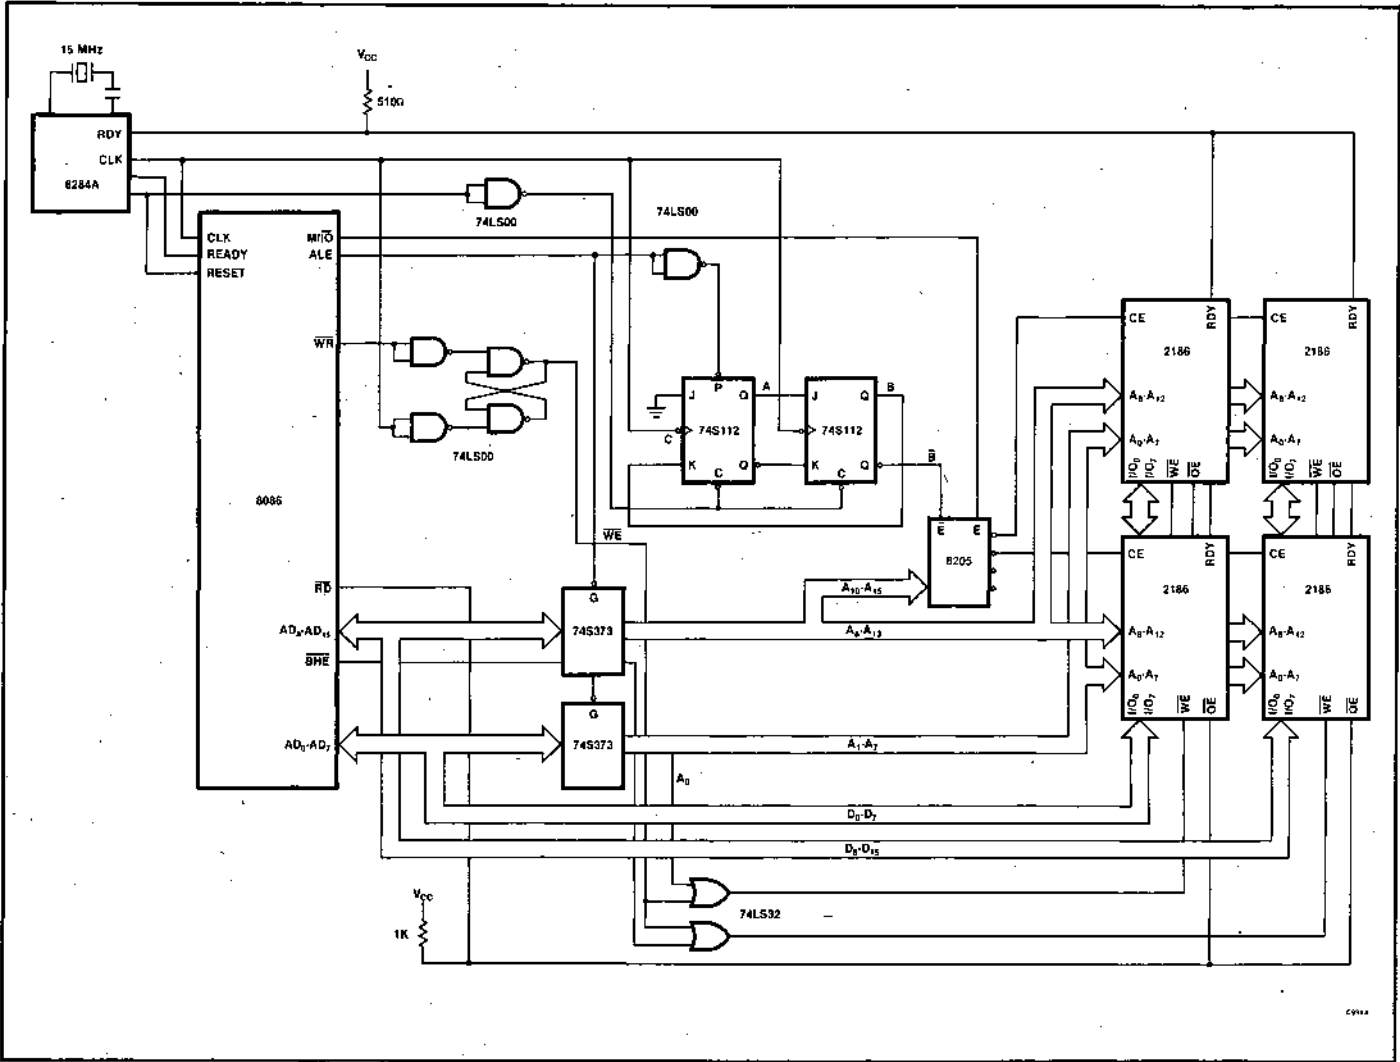 15 MHz
VCC
510Ω
RDY
CLK
8284A
74LS00
74LS00
CLK
READY
RESET
M/IO
ALE
WR
74LS00
8086
RD
AD8-AD15
BHE
AD0-AD7
P
J
Q
A
74S112
C
K
Q
C
J
Q
B
74S112
K
Q
C
B
WE
E
E
8205
G
74S373
G
74S373
A8-A13
A1-A7
A0
D0-D7
D8-D15
VCC
1K
74LS32
CE
RDY
2186
A8-A12
A0-A7
I/O0
I/O7
WE
OE
CE
RDY
2186
A8-A12
A0-A7
I/O0
I/O7
WE
OE
CE
RDY
2186
A8-A12
A0-A7
I/O0
I/O7
WE
OE
CE
RDY
2186
A8-A12
A0-A7
I/O0
I/O7
WE
OE